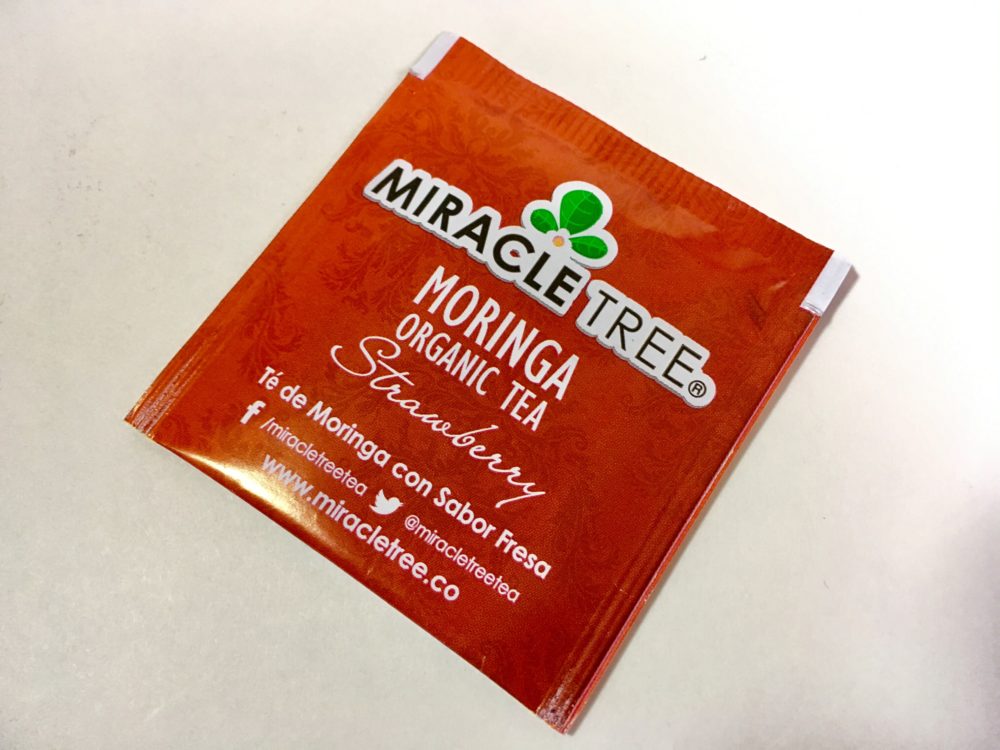 MIRACLE TREE®
MORINGA
ORGANIC TEA
Strawberry
Té de Moringa con Sabor Fresa
f /miracletreetea @miracletreetea
www.miracletree.co